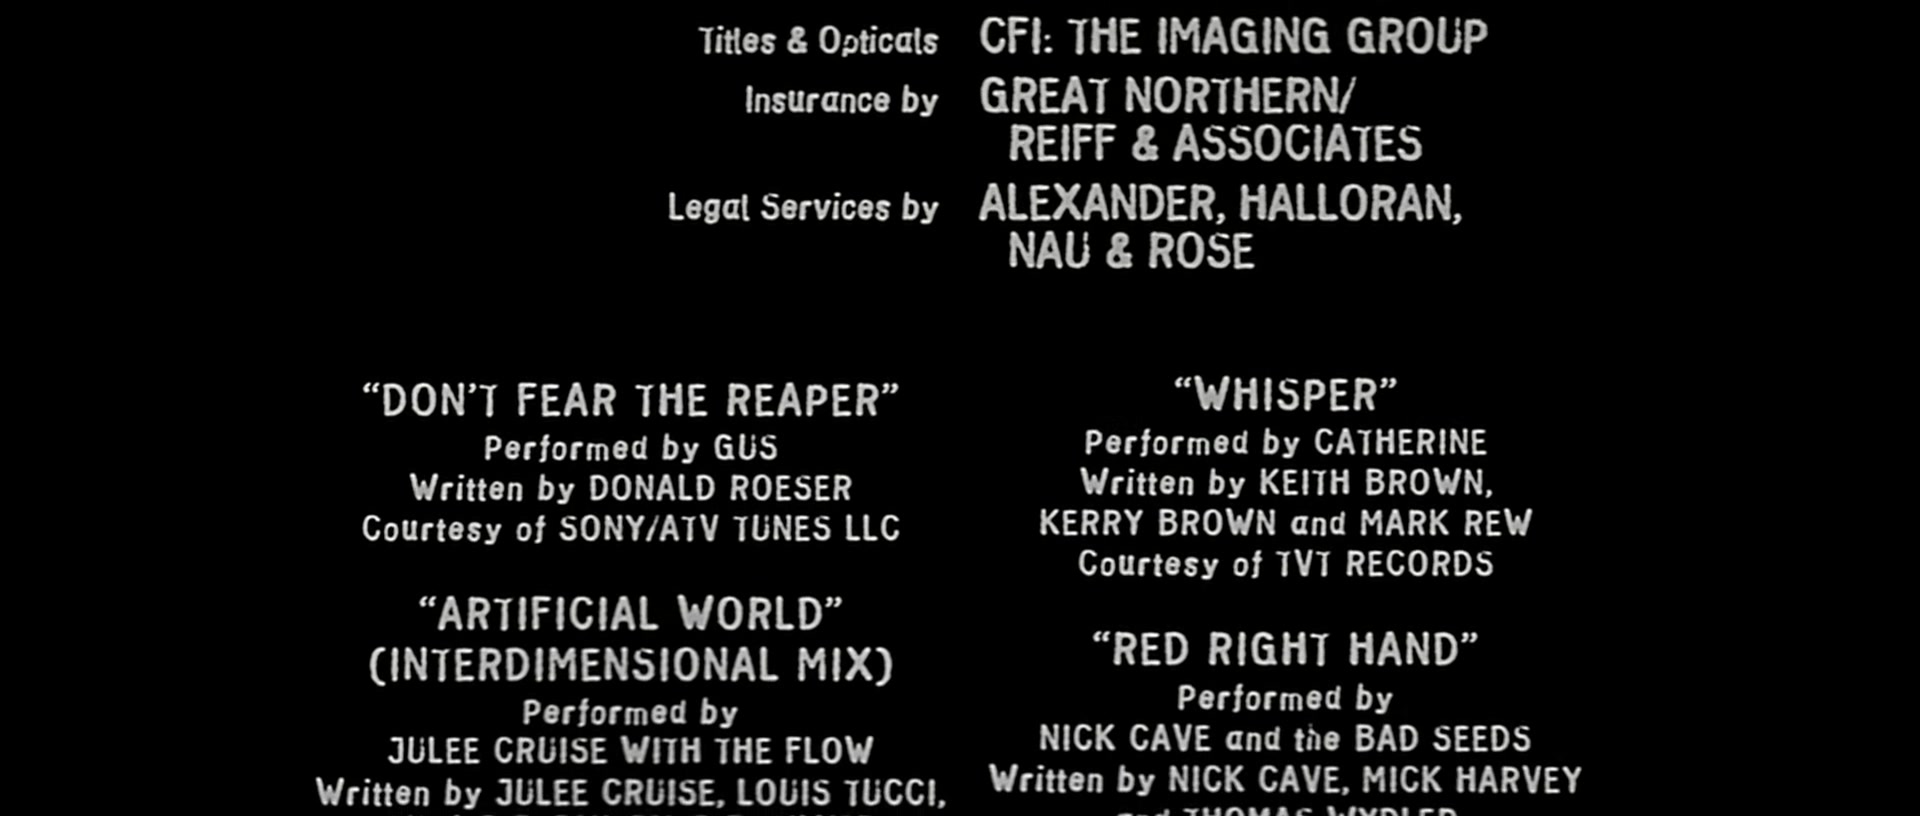 Titles & Opticals CFI: THE IMAGING GROUP
Insurance by GREAT NORTHERN/
REIFF & ASSOCIATES
Legal Services by ALEXANDER, HALLORAN,
NAU & ROSE
“DON’T FEAR THE REAPER”
Performed by GUS
Written by DONALD ROESER
Courtesy of SONY/ATV TUNES LLC
“ARTIFICIAL WORLD”
(INTERDIMENSIONAL MIX)
Performed by
JULEE CRUISE WITH THE FLOW
Written by JULEE CRUISE, LOUIS TUCCI,
“WHISPER”
Performed by CATHERINE
Written by KEITH BROWN,
KERRY BROWN and MARK REW
Courtesy of TVT RECORDS
“RED RIGHT HAND”
Performed by
NICK CAVE and the BAD SEEDS
Written by NICK CAVE, MICK HARVEY
and THOMAS WYDLER